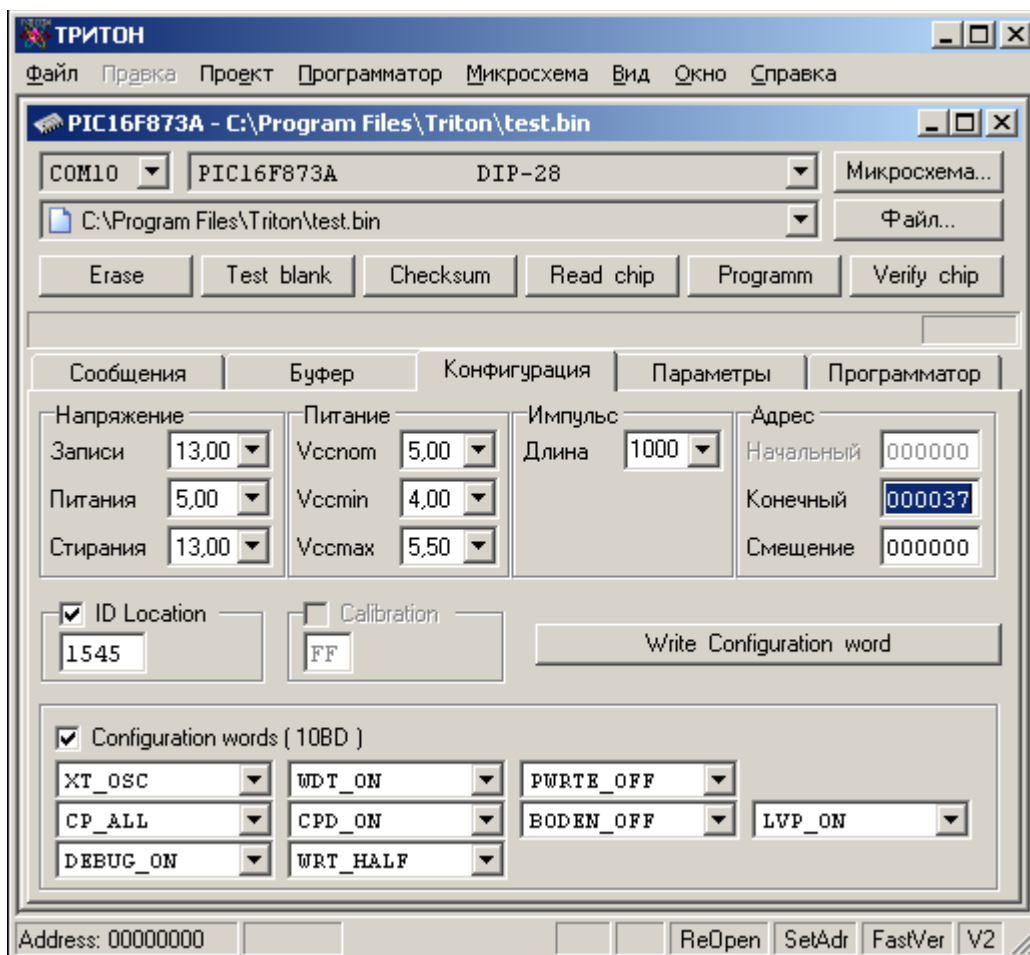 ТРИТОН
Файл Правка Проект Программатор Микросхема Вид Окно Справка
PIC16F873A - C:\Program Files\Triton\test.bin
COM10 PIC16F873A DIP-28 Микросхема...
C:\Program Files\Triton\test.bin Файл...
Erase Test blank Checksum Read chip Programm Verify chip
Сообщения Буфер Конфигурация Параметры Программатор
Напряжение Питание Импульс Адрес
Записи 13,00 Vccnom 5,00 Длина 1000 Начальный 000000
Питания 5,00 Vccmin 4,00 Конечный 000037
Стирания 13,00 Vccmax 5,50 Смещение 000000
ID Location Calibration
1545 FF Write Configuration word
Configuration words ( 10BD )
XT_OSC WDT_ON PWRTE_OFF
CP_ALL CPD_ON BODEN_OFF LVP_ON
DEBUG_ON WRT_HALF
Address: 00000000 ReOpen SetAdr FastVer V2